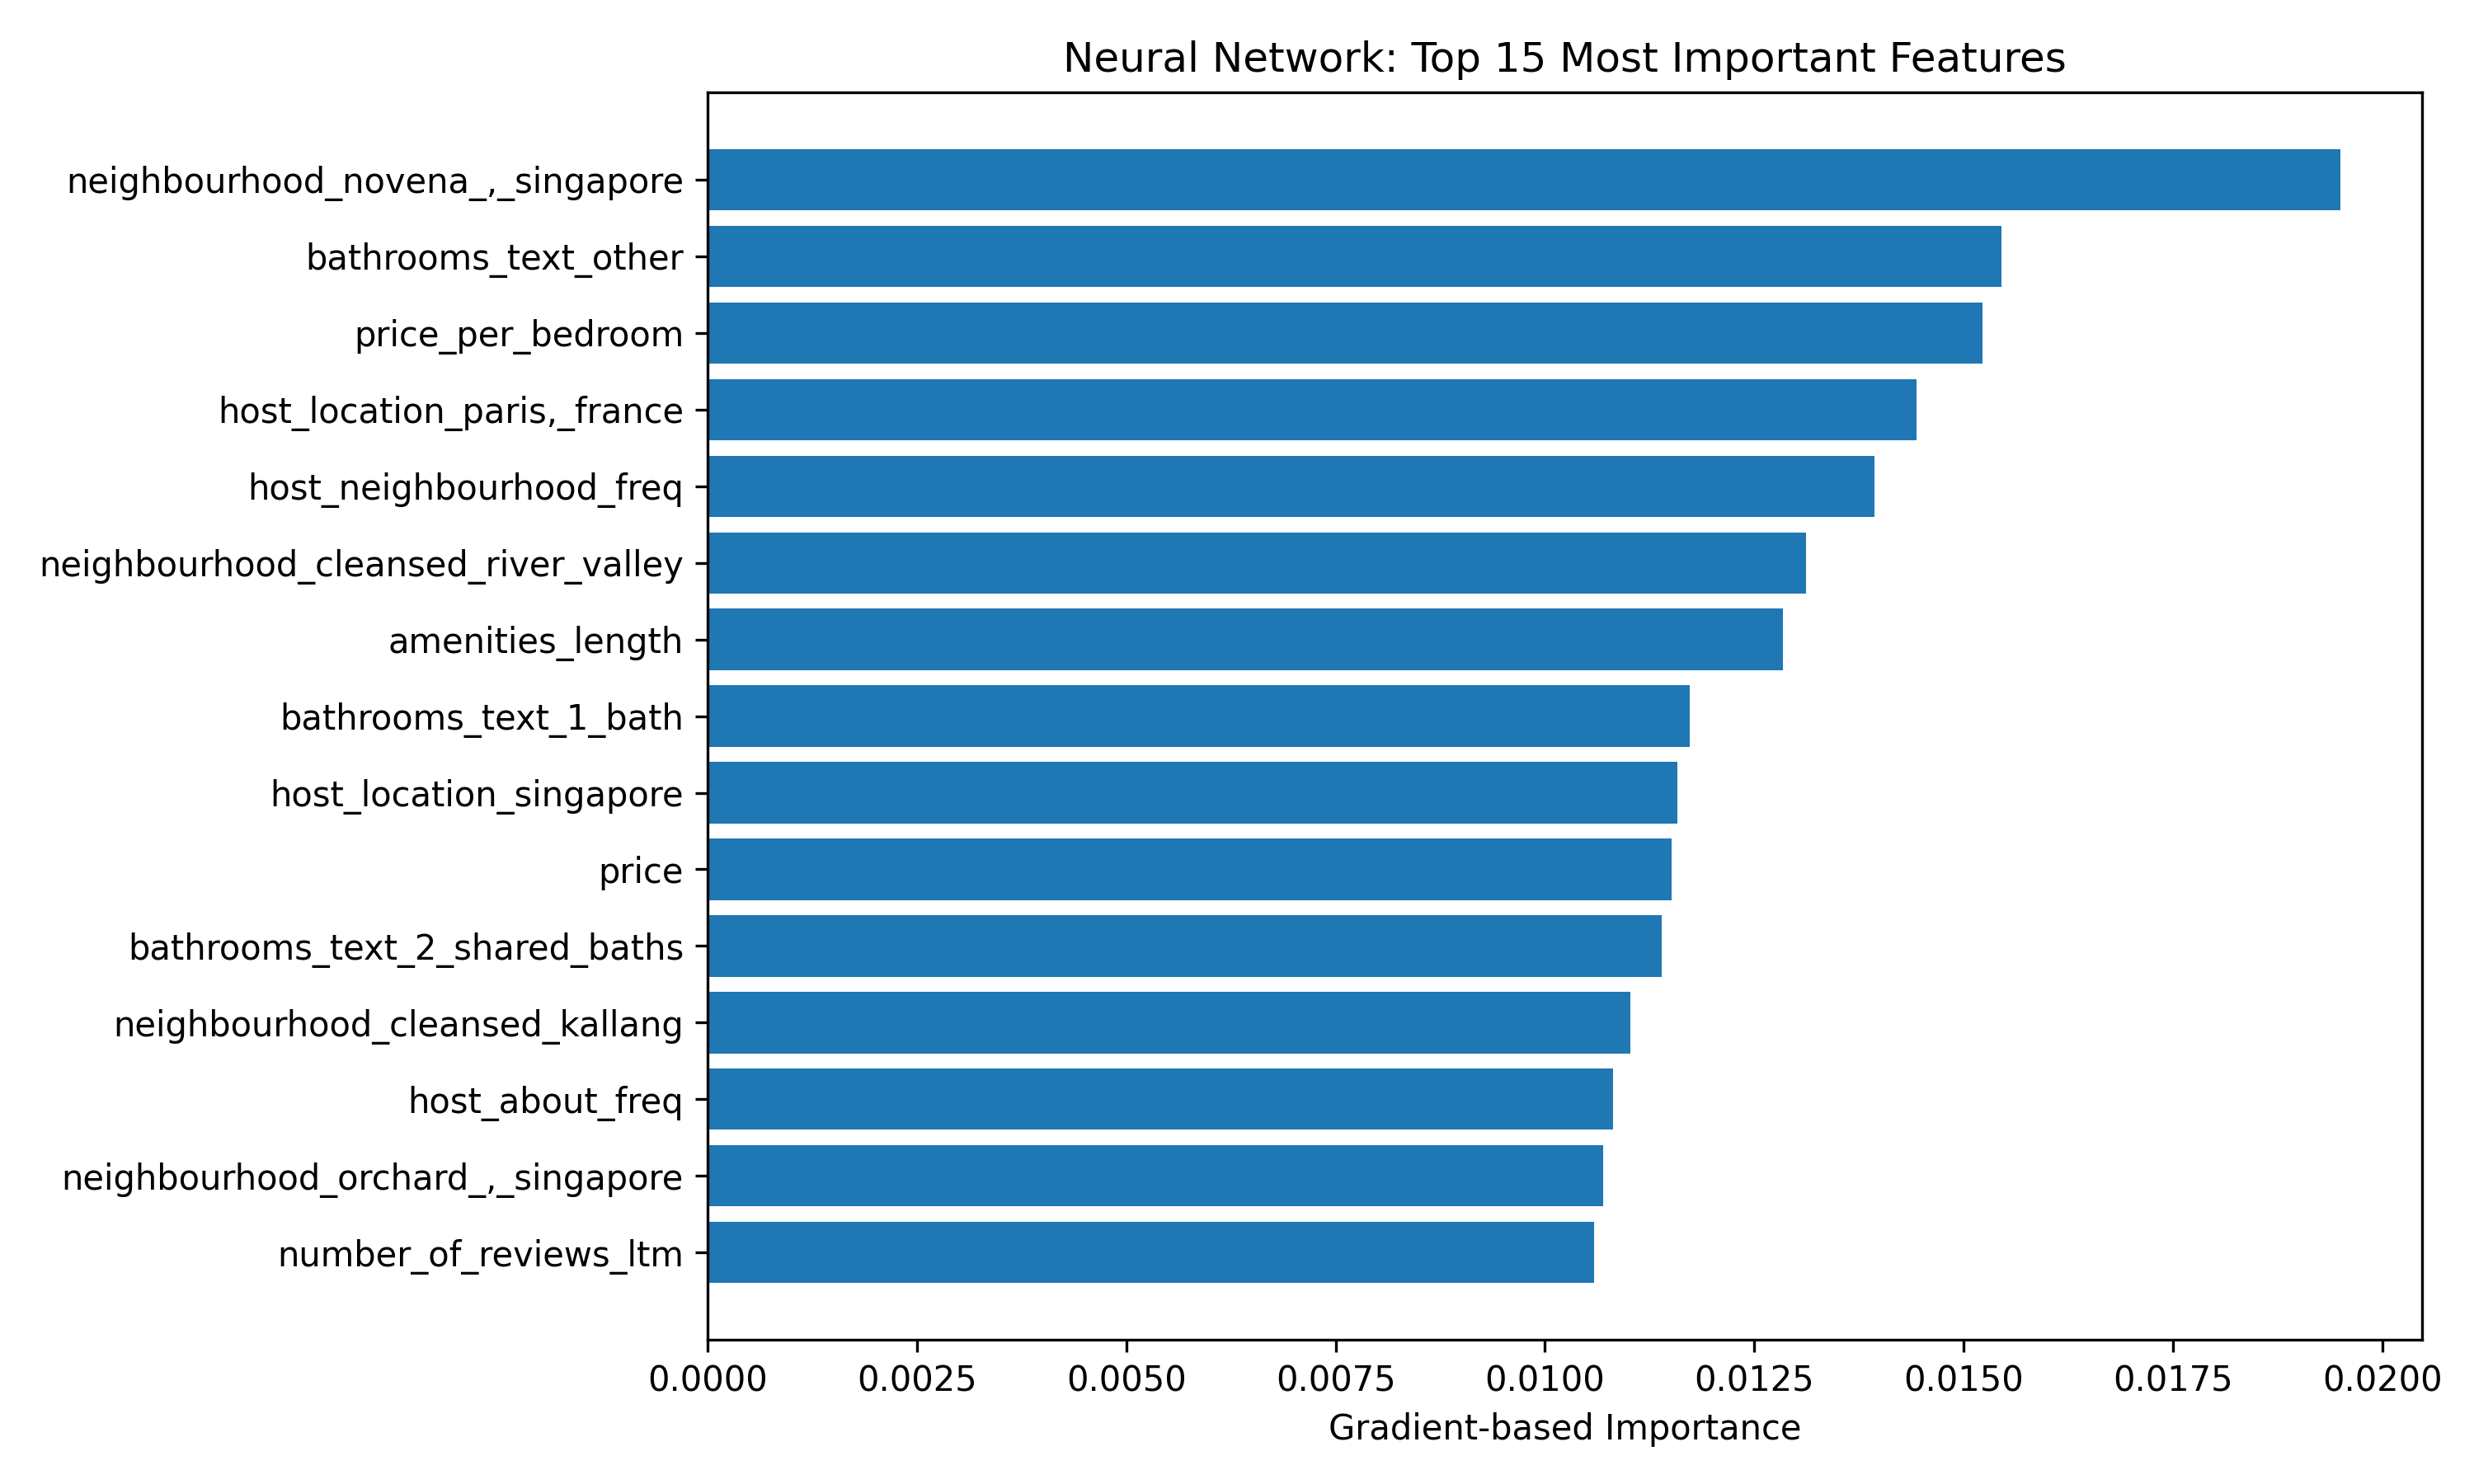 Neural Network: Top 15 Most Important Features
neighbourhood_novena_,_singapore
bathrooms_text_other
price_per_bedroom
host_location_paris,_france
host_neighbourhood_freq
neighbourhood_cleansed_river_valley
amenities_length
bathrooms_text_1_bath
host_location_singapore
price
bathrooms_text_2_shared_baths
neighbourhood_cleansed_kallang
host_about_freq
neighbourhood_orchard_,_singapore
number_of_reviews_ltm
0.0000 0.0025 0.0050 0.0075 0.0100 0.0125 0.0150 0.0175 0.0200
Gradient-based Importance